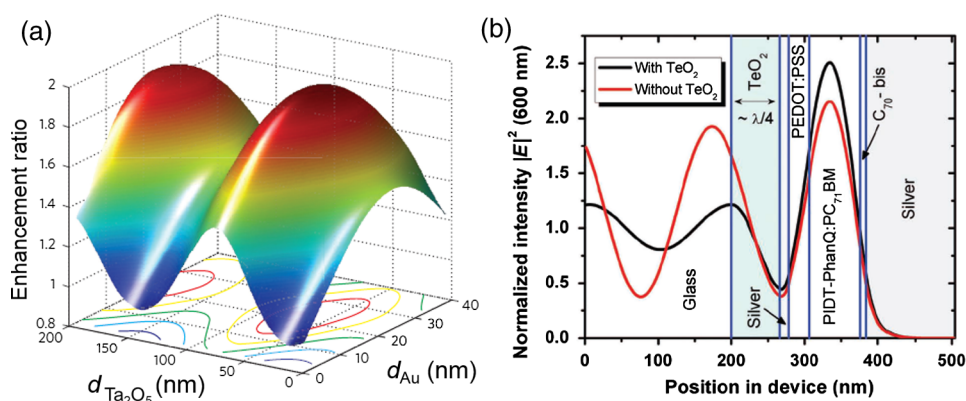 (a)
Enhancement ratio
2
1.8
1.6
1.4
1.2
1
0.8
200
150
100
50
0
d Ta₂O₅ (nm)
0
10
20
30
40
d Au (nm)
(b)
Normalized intensity |E|² (600 nm)
2.5
2.0
1.5
1.0
0.5
0.0
With TeO₂
Without TeO₂
TeO₂
~ λ/4
PEDOT:PSS
PIDT-PhanQ:PC₇₁BM
C₇₀ - bis
Silver
Glass
Silver
0
100
200
300
400
500
Position in device (nm)